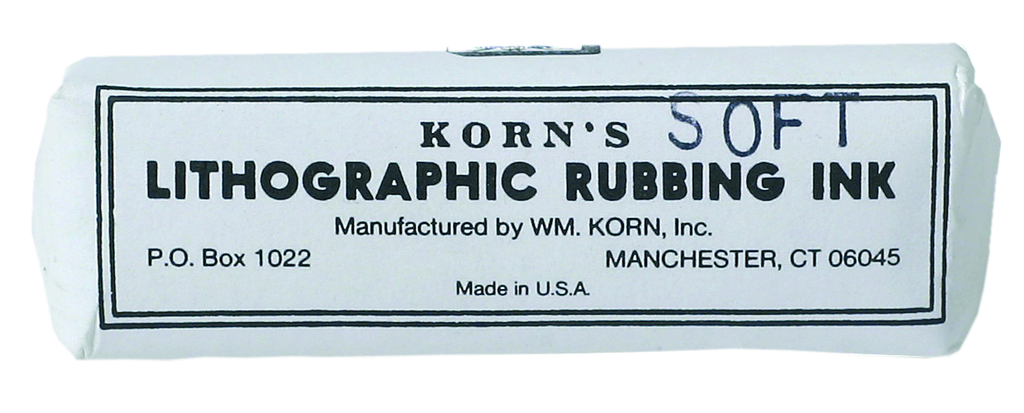 KORN'S SOFT
LITHOGRAPHIC RUBBING INK
Manufactured by WM. KORN, Inc.
P.O. Box 1022 MANCHESTER, CT 06045
Made in U.S.A.